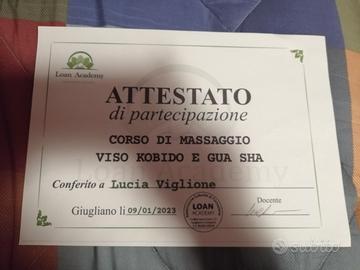 Loan Academy
ATTESTATO
di partecipazione
CORSO DI MASSAGGIO
VISO KOBIDO E GUA SHA
Conferito a Lucia Viglione
Giugliano li 09/01/2023
Docente
LOAN
ACADEMY
subito